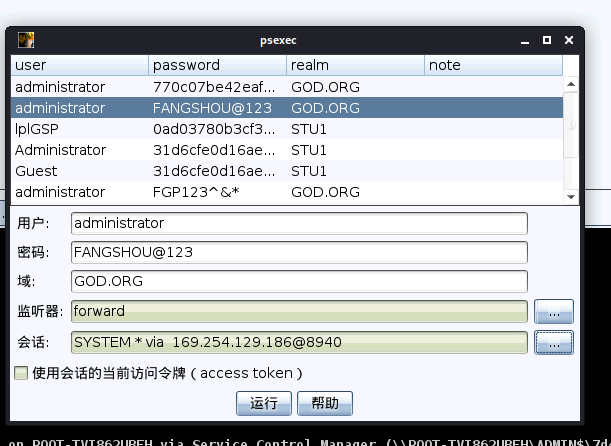 psexec
user password realm note
administrator 770c07be42eaf... GOD.ORG
administrator FANGSHOU@123 GOD.ORG
lplGSP 0ad03780b3cf3... STU1
Administrator 31d6cfe0d16ae... STU1
Guest 31d6cfe0d16ae... STU1
administrator FGP123^&* GOD.ORG
用户: administrator
密码: FANGSHOU@123
域: GOD.ORG
监听器: forward ...
会话: SYSTEM * via 169.254.129.186@8940 ...
使用会话的当前访问令牌 ( access token )
运行 帮助
on ROOT-TVI862UBEH via Service Control Manager (\\ROOT-TVI862UBEH\ADMIN$\7d